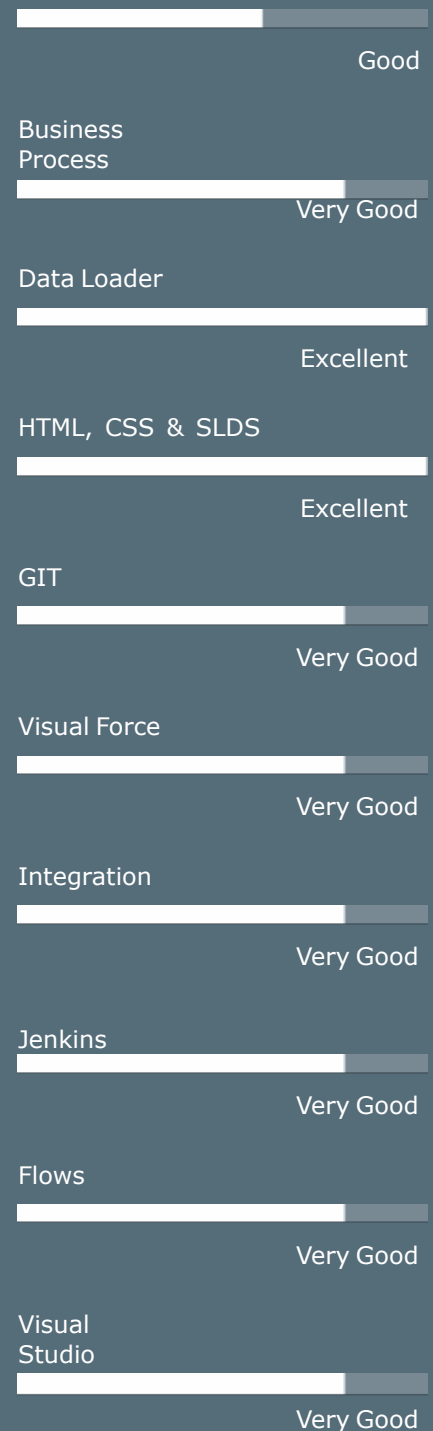 Good
Business
Process
Very Good
Data Loader
Excellent
HTML, CSS & SLDS
Excellent
GIT
Very Good
Visual Force
Very Good
Integration
Very Good
Jenkins
Very Good
Flows
Very Good
Visual
Studio
Very Good